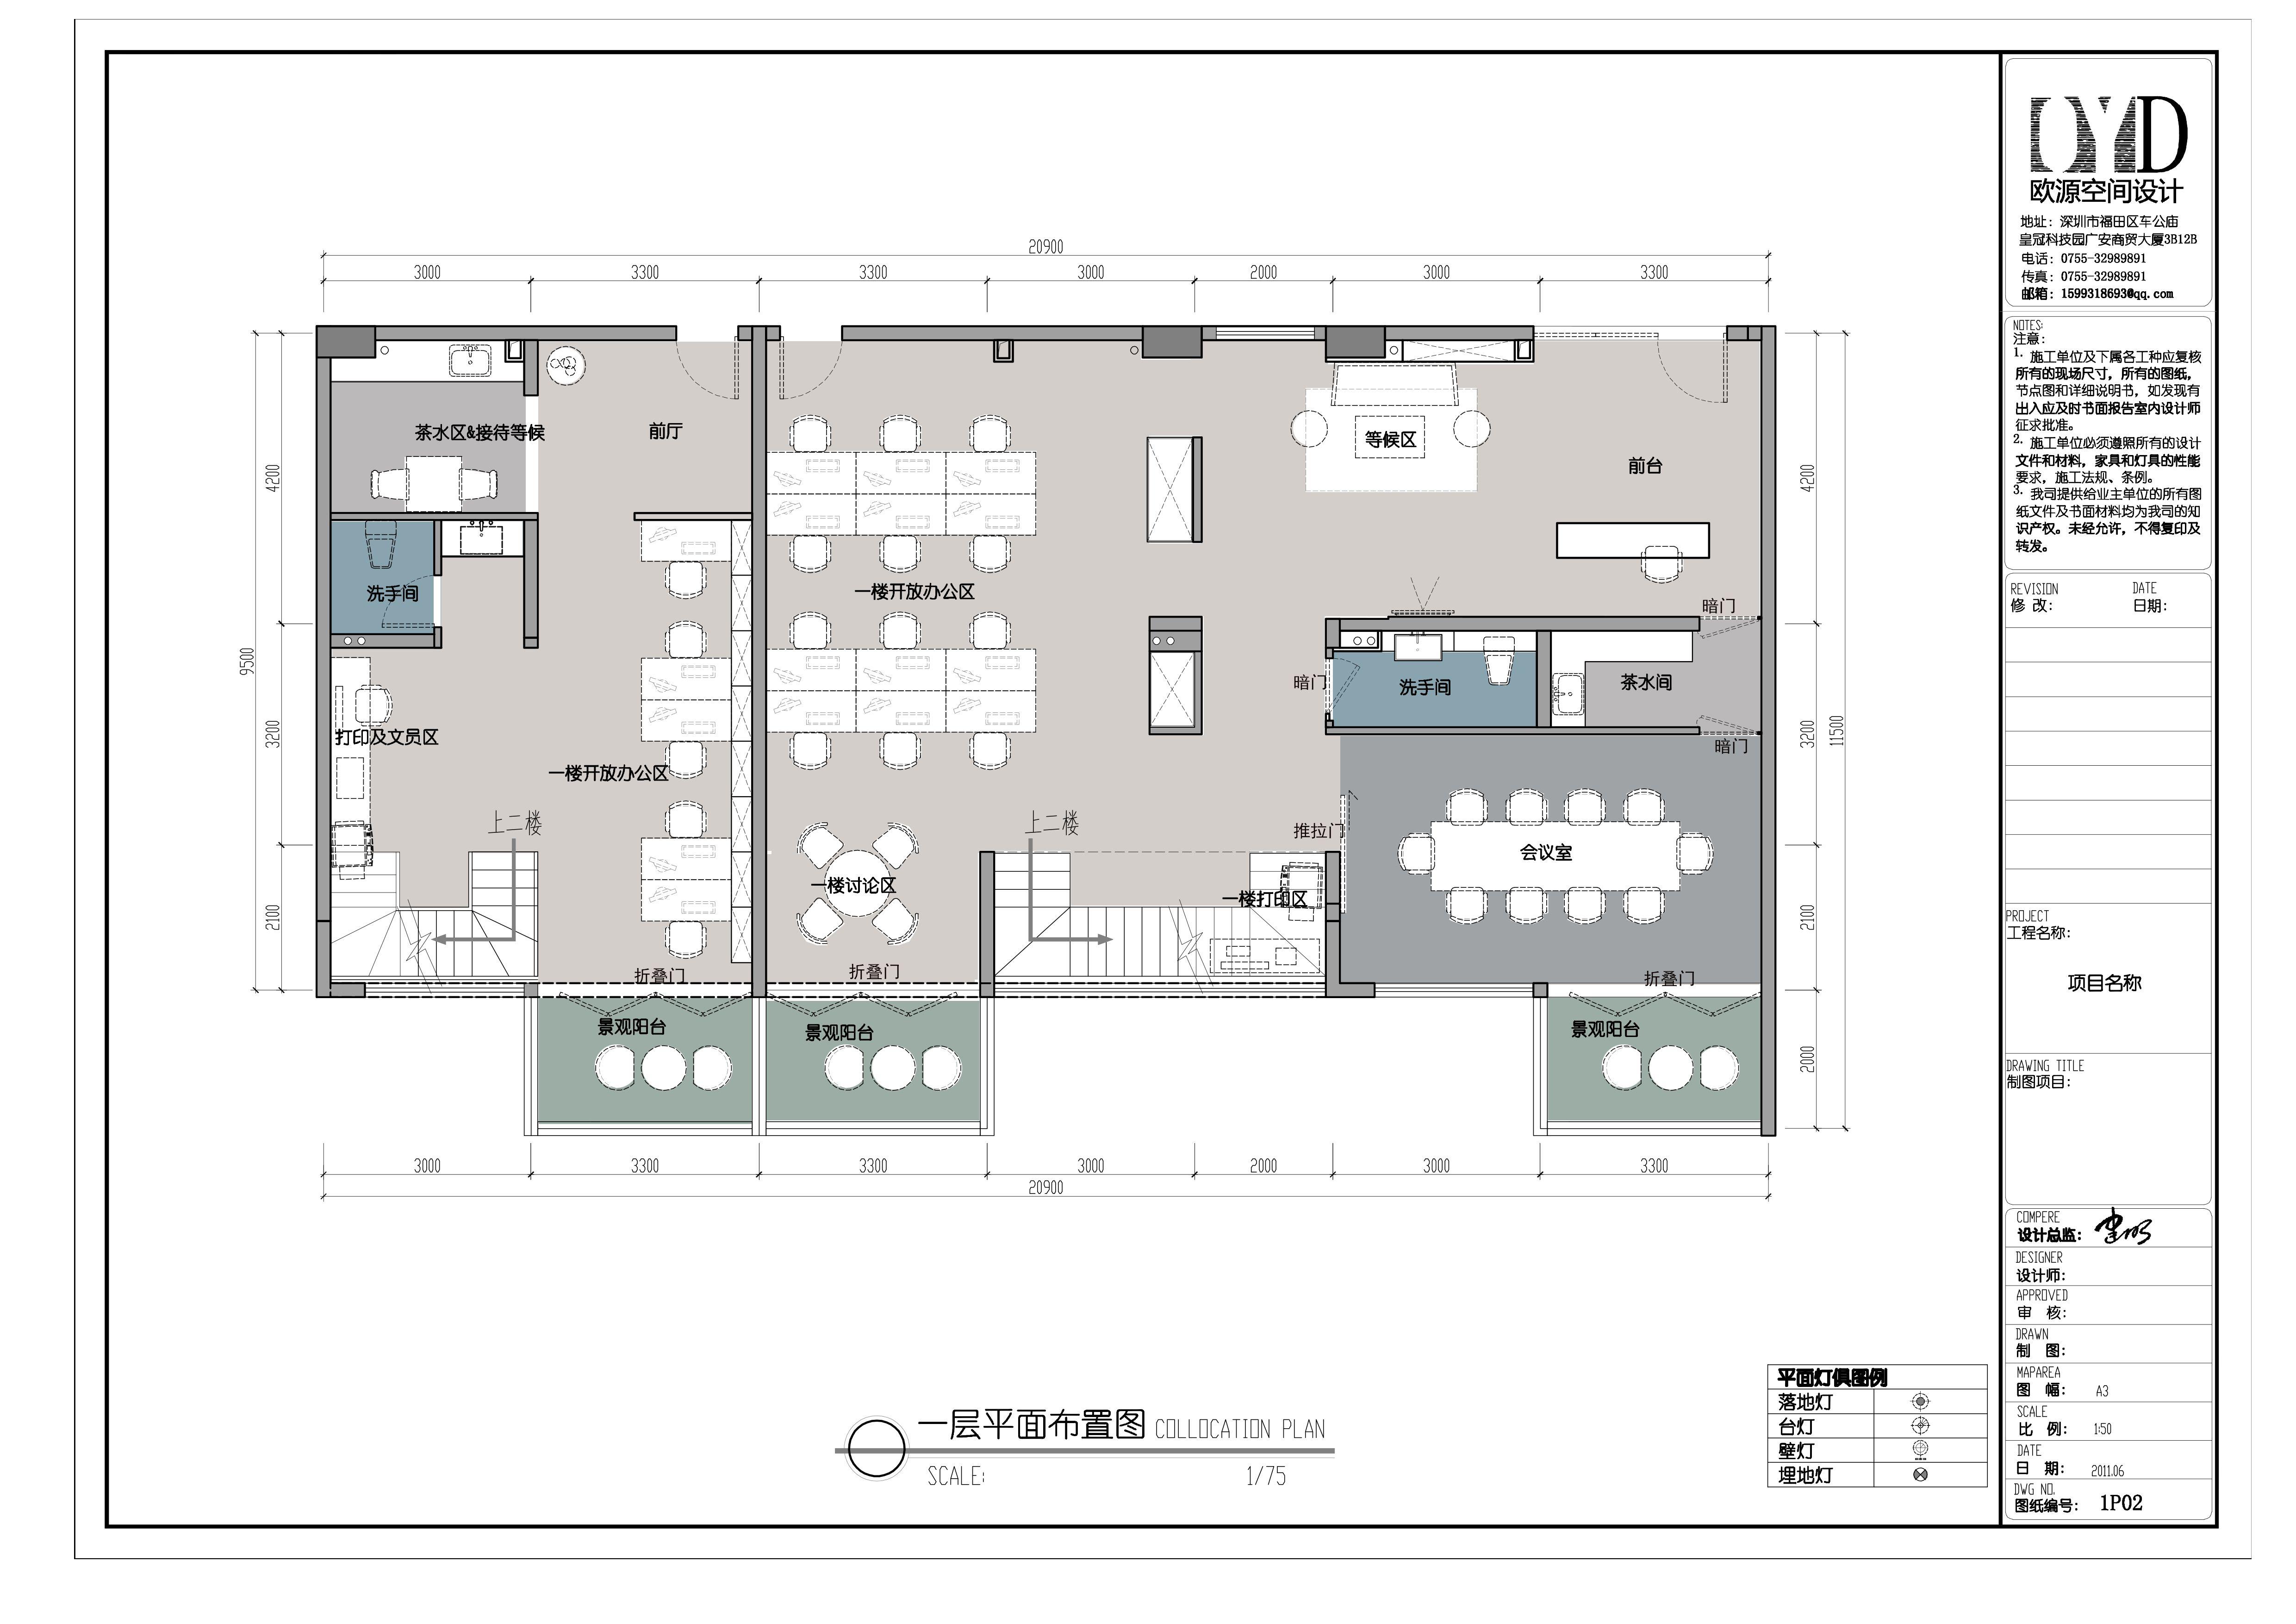 20900
3000 3300 3300 3000 2000 3000 3300
9500
4200
3200
2100
4200
3200
2100
2000
11500
茶水区&接待等候
前厅
等候区
前台
洗手间
一楼开放办公区
暗门
暗门
洗手间
茶水间
打印及文员区
暗门
一楼开放办公区
上二楼
上二楼
推拉门
会议室
一楼讨论区
一楼打印区
折叠门
折叠门
折叠门
景观阳台
景观阳台
景观阳台
3000 3300 3300 3000 2000 3000 3300
20900
一层平面布置图 COLLOCATION PLAN
SCALE: 1/75
平面灯俱图例
落地灯
台灯
壁灯
埋地灯
OYD
欧源空间设计
地址：深圳市福田区车公庙
皇冠科技园广安商贸大厦3B12B
电话：0755-32989891
传真：0755-32989891
邮箱：1599318693@qq.com
NOTES:
注意：
1. 施工单位及下属各工种应复核
所有的现场尺寸，所有的图纸，
节点图和详细说明书，如发现有
出入应及时书面报告室内设计师
征求批准。
2. 施工单位必须遵照所有的设计
文件和材料，家具和灯具的性能
要求，施工法规、条例。
3. 我司提供给业主单位的所有图
纸文件及书面材料均为我司的知
识产权。未经允许，不得复印及
转发。
REVISION DATE
修 改： 日期：
PROJECT
工程名称：
项目名称
DRAWING TITLE
制图项目：
COMPERE
设计总监：
DESIGNER
设计师：
APPROVED
审 核：
DRAWN
制 图：
MAPAREA
图 幅： A3
SCALE
比 例： 1:50
DATE
日 期： 2011.06
DWG NO.
图纸编号： 1P02